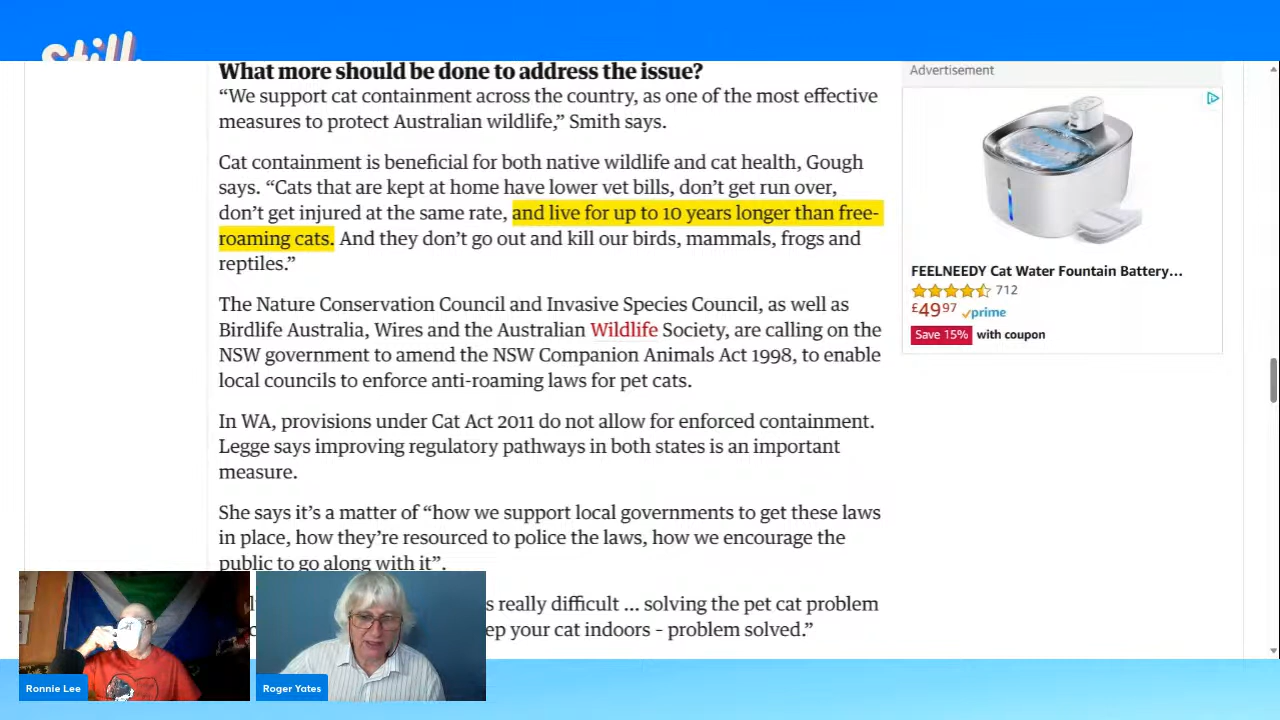 Still
What more should be done to address the issue?
“We support cat containment across the country, as one of the most effective
measures to protect Australian wildlife,” Smith says.
Cat containment is beneficial for both native wildlife and cat health, Gough
says. “Cats that are kept at home have lower vet bills, don’t get run over,
don’t get injured at the same rate, and live for up to 10 years longer than free-
roaming cats. And they don’t go out and kill our birds, mammals, frogs and
reptiles.”
The Nature Conservation Council and Invasive Species Council, as well as
Birdlife Australia, Wires and the Australian Wildlife Society, are calling on the
NSW government to amend the NSW Companion Animals Act 1998, to enable
local councils to enforce anti-roaming laws for pet cats.
In WA, provisions under Cat Act 2011 do not allow for enforced containment.
Legge says improving regulatory pathways in both states is an important
measure.
She says it’s a matter of “how we support local governments to get these laws
in place, how they’re resourced to police the laws, how we encourage the
public to go along with it”.
really difficult ... solving the pet cat problem
your cat indoors – problem solved.”
Advertisement
FEELNEEDY Cat Water Fountain Battery...
712
£49.97 prime
Save 15% with coupon
Ronnie Lee
Roger Yates